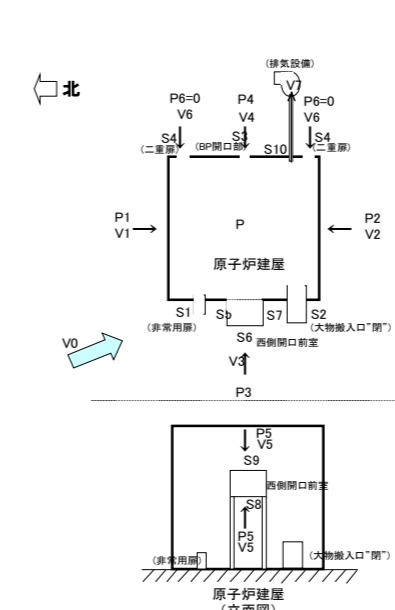 北
(排気設備)
V7
P6=0
V6
P4
V4
P6=0
V6
S4
(二重扉)
S3
(BP開口部)
S10
S4
(二重扉)
P1
V1
P
P2
V2
原子炉建屋
S1
S5
S7
S2
(非常用扉)
(大物搬入口"閉")
S6
西側開口前室
V0
V3
P3
P5
V5
S9
西側開口前室
S8
P5
V5
(非常用扉)
(大物搬入口"閉")
原子炉建屋
(立面図)